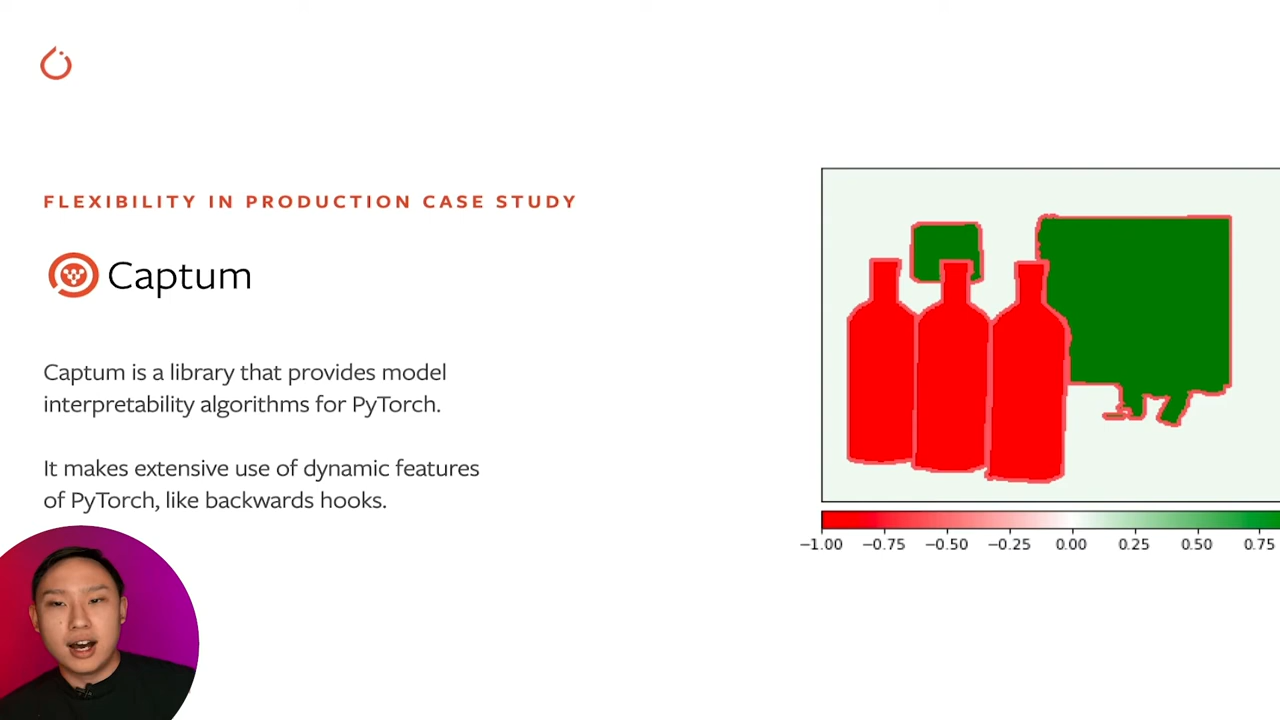 FLEXIBILITY IN PRODUCTION CASE STUDY
Captum
Captum is a library that provides model
interpretability algorithms for PyTorch.
It makes extensive use of dynamic features
of PyTorch, like backwards hooks.
−1.00 −0.75 −0.50 −0.25 0.00 0.25 0.50 0.75